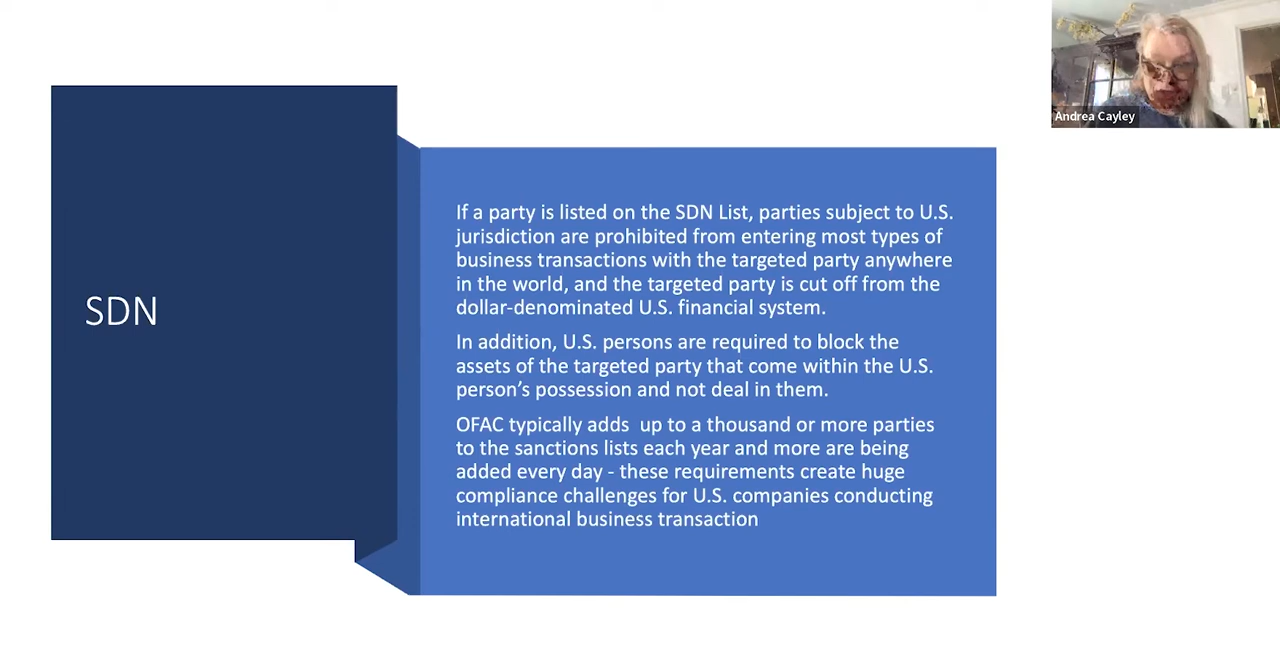 Andrea Cayley
SDN
If a party is listed on the SDN List, parties subject to U.S.
jurisdiction are prohibited from entering most types of
business transactions with the targeted party anywhere
in the world, and the targeted party is cut off from the
dollar-denominated U.S. financial system.
In addition, U.S. persons are required to block the
assets of the targeted party that come within the U.S.
person’s possession and not deal in them.
OFAC typically adds  up to a thousand or more parties
to the sanctions lists each year and more are being
added every day - these requirements create huge
compliance challenges for U.S. companies conducting
international business transaction